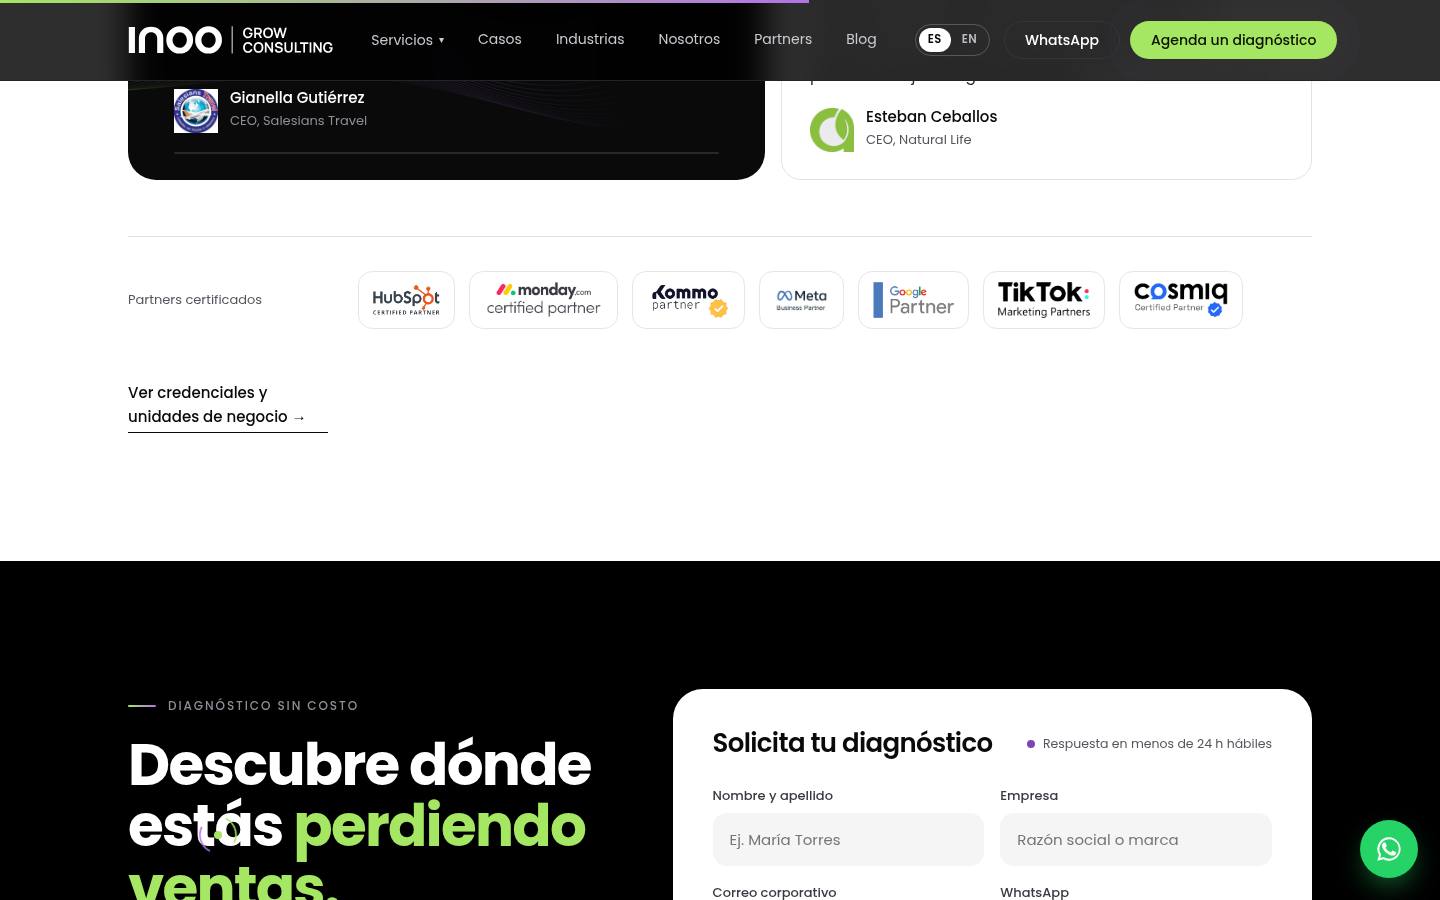 INOO | GROW CONSULTING
Servicios ▾
Casos
Industrias
Nosotros
Partners
Blog
ES
EN
WhatsApp
Agenda un diagnóstico
Gianella Gutiérrez
CEO, Salesians Travel
Esteban Ceballos
CEO, Natural Life
Partners certificados
HubSpot
CERTIFIED PARTNER
monday.com
certified partner
Kommo
partner
Meta
Business Partner
Google
Partner
TikTok:
Marketing Partners
cosmiq
Certified Partner
Ver credenciales y
unidades de negocio →
DIAGNÓSTICO SIN COSTO
Descubre dónde
estás perdiendo
ventas.
Solicita tu diagnóstico
Respuesta en menos de 24 h hábiles
Nombre y apellido
Empresa
Ej. María Torres
Razón social o marca
Correo corporativo
WhatsApp